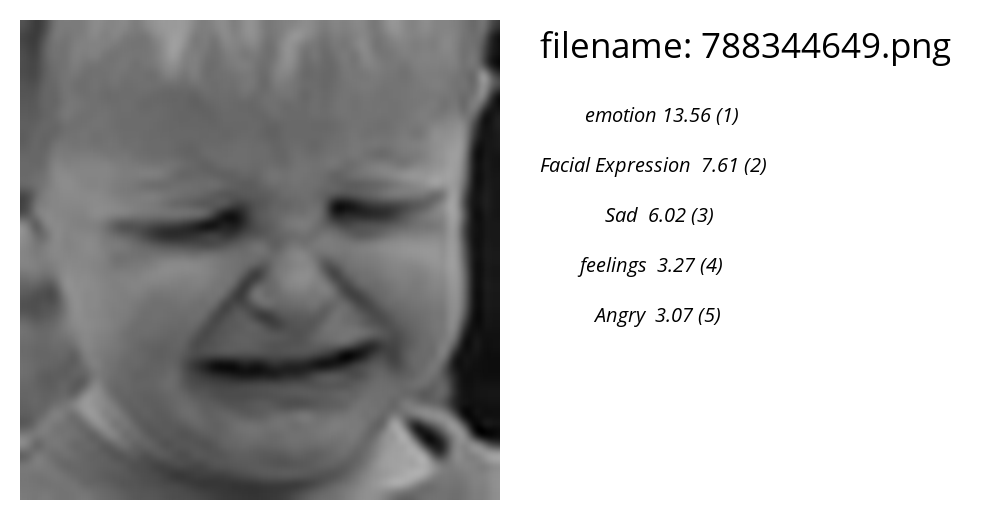 filename: 788344649.png
emotion 13.56 (1)
Facial Expression 7.61 (2)
Sad 6.02 (3)
feelings 3.27 (4)
Angry 3.07 (5)